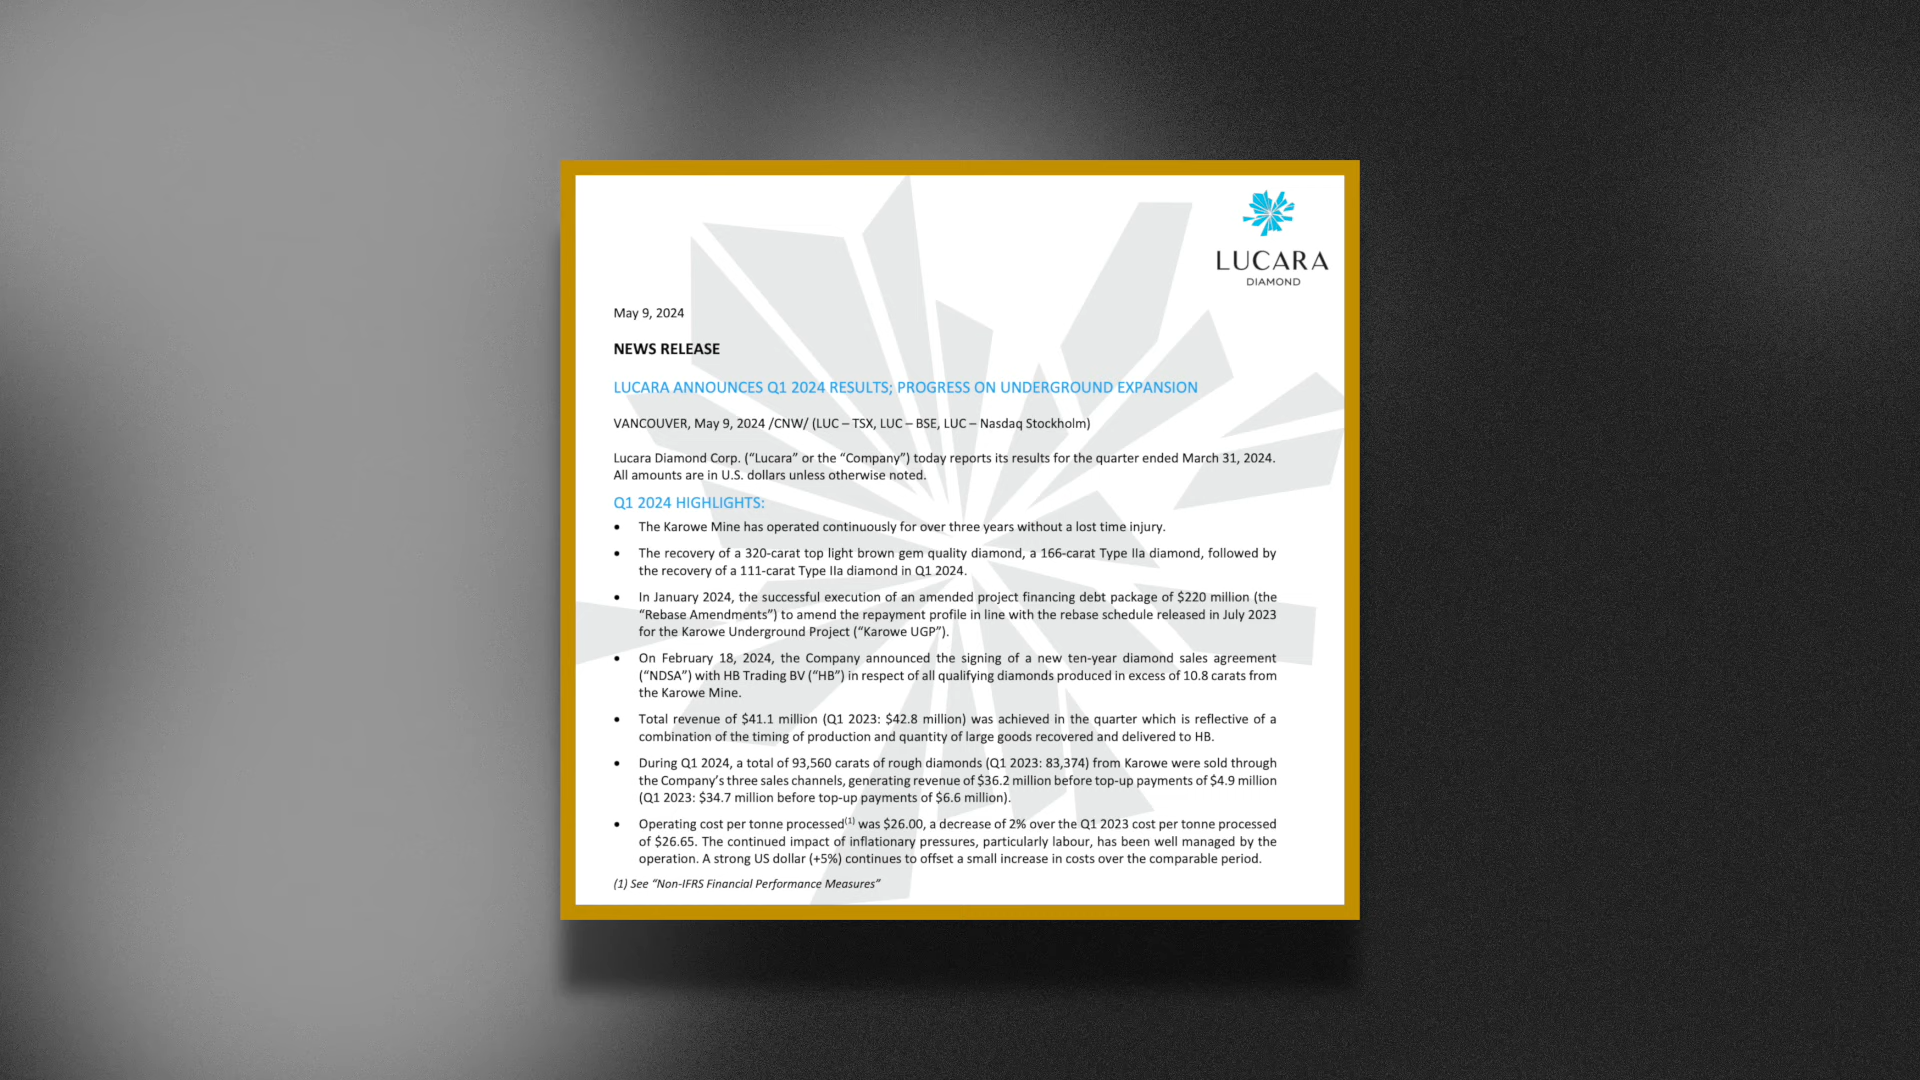 LUCARA
DIAMOND
May 9, 2024
NEWS RELEASE
LUCARA ANNOUNCES Q1 2024 RESULTS; PROGRESS ON UNDERGROUND EXPANSION
VANCOUVER, May 9, 2024 /CNW/ (LUC – TSX, LUC – BSE, LUC – Nasdaq Stockholm)
Lucara Diamond Corp. (“Lucara” or the “Company”) today reports its results for the quarter ended March 31, 2024.
All amounts are in U.S. dollars unless otherwise noted.
Q1 2024 HIGHLIGHTS:
• The Karowe Mine has operated continuously for over three years without a lost time injury.
• The recovery of a 320-carat top light brown gem quality diamond, a 166-carat Type IIa diamond, followed by
the recovery of a 111-carat Type IIa diamond in Q1 2024.
• In January 2024, the successful execution of an amended project financing debt package of $220 million (the
“Rebase Amendments”) to amend the repayment profile in line with the rebase schedule released in July 2023
for the Karowe Underground Project (“Karowe UGP”).
• On February 18, 2024, the Company announced the signing of a new ten-year diamond sales agreement
(“NDSA”) with HB Trading BV (“HB”) in respect of all qualifying diamonds produced in excess of 10.8 carats from
the Karowe Mine.
• Total revenue of $41.1 million (Q1 2023: $42.8 million) was achieved in the quarter which is reflective of a
combination of the timing of production and quantity of large goods recovered and delivered to HB.
• During Q1 2024, a total of 93,560 carats of rough diamonds (Q1 2023: 83,374) from Karowe were sold through
the Company’s three sales channels, generating revenue of $36.2 million before top-up payments of $4.9 million
(Q1 2023: $34.7 million before top-up payments of $6.6 million).
• Operating cost per tonne processed(1) was $26.00, a decrease of 2% over the Q1 2023 cost per tonne processed
of $26.65. The continued impact of inflationary pressures, particularly labour, has been well managed by the
operation. A strong US dollar (+5%) continues to offset a small increase in costs over the comparable period.
(1) See “Non-IFRS Financial Performance Measures”